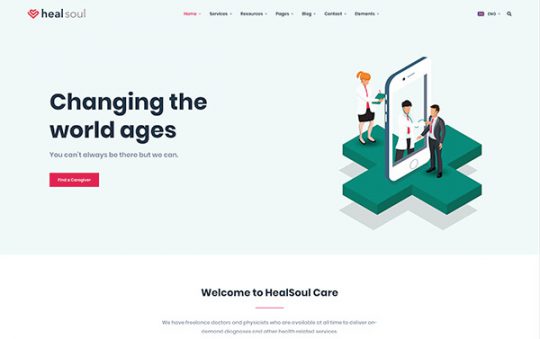 heal soul
Home Services Resources Pages Blog Contact Elements
ENG
Changing the
world ages
You can't always be there but we can.
Find a Caregiver
Welcome to HealSoul Care
We have freelance doctors and physicists who are available at all time to deliver on-
demand diagnoses and other health related services.